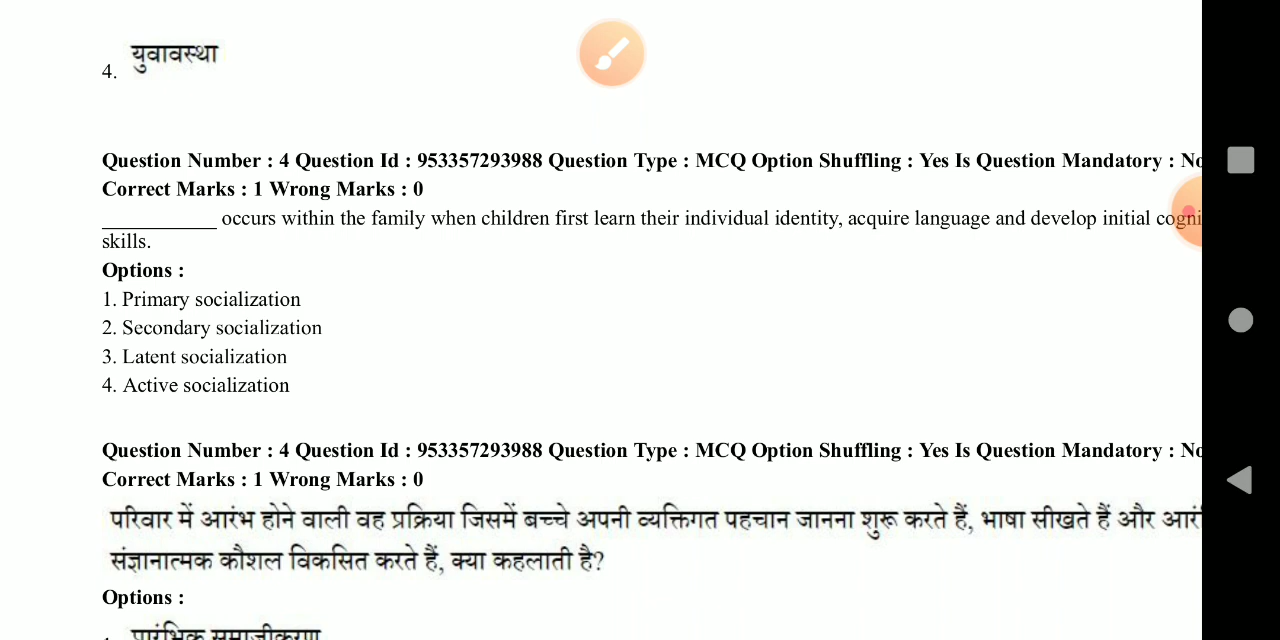 4. युवावस्था
Question Number : 4 Question Id : 953357293988 Question Type : MCQ Option Shuffling : Yes Is Question Mandatory : No
Correct Marks : 1 Wrong Marks : 0
__________ occurs within the family when children first learn their individual identity, acquire language and develop initial cogni
skills.
Options :
1. Primary socialization
2. Secondary socialization
3. Latent socialization
4. Active socialization
Question Number : 4 Question Id : 953357293988 Question Type : MCQ Option Shuffling : Yes Is Question Mandatory : No
Correct Marks : 1 Wrong Marks : 0
परिवार में आरंभ होने वाली वह प्रक्रिया जिसमें बच्चे अपनी व्यक्तिगत पहचान जानना शुरू करते हैं, भाषा सीखते हैं और आरं
संज्ञानात्मक कौशल विकसित करते हैं, क्या कहलाती है?
Options :
प्रारंभिक समाजीकरण